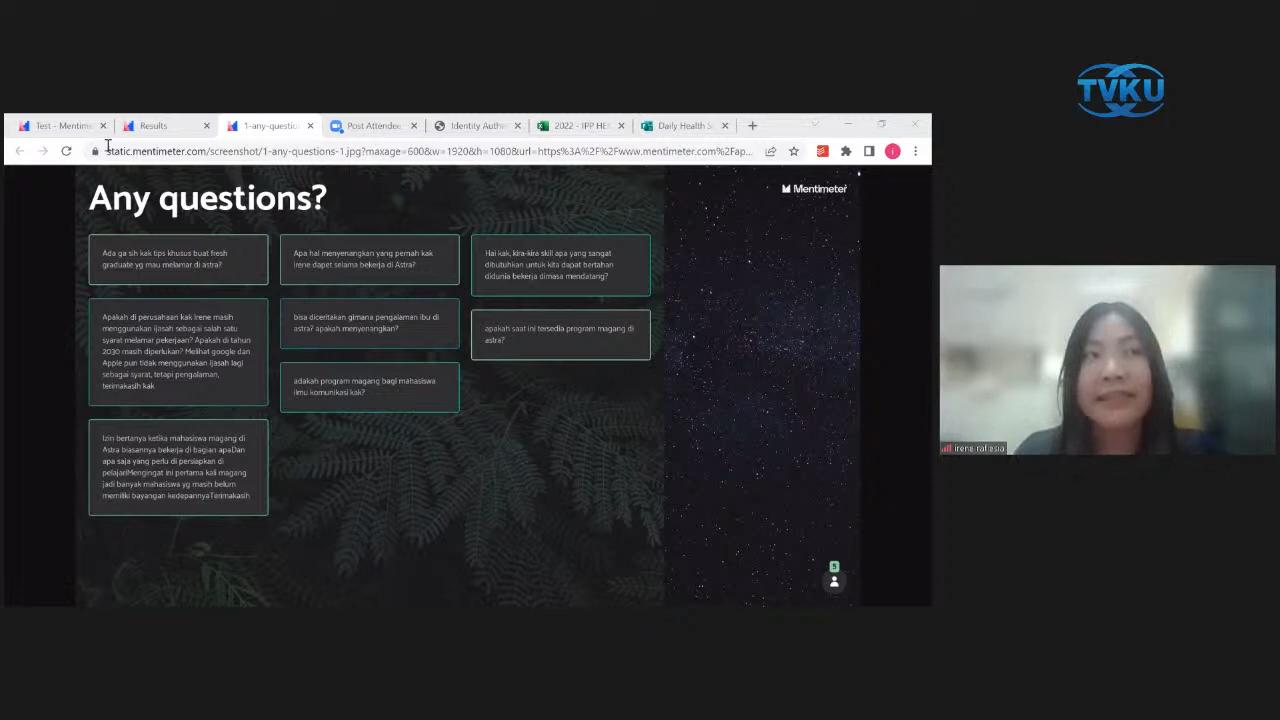 TVKU
Test - Mentime
Results
1-any-questio
Post Attendee
Identity Authe
2022 - IPP HE
Daily Health S
static.mentimeter.com/screenshot/1-any-questions-1.jpg?maxage=600&w=1920&h=1080&url=https%3A%2F%2Fwww.mentimeter.com%2Fap...
Any questions?
Mentimeter
Ada ga sih kak tips khusus buat fresh
graduate yg mau melamar di astra?
Apakah di perusahaan kak Irene masih
menggunakan ijasah sebagai salah satu
syarat melamar pekerjaan? Apakah di tahun
2030 masih diperlukan? Melihat google dan
Apple pun tidak menggunakan ijasah lagi
sebagai syarat, tetapi pengalaman,
terimakasih kak
Izin bertanya ketika mahasiswa magang di
Astra biasannya bekerja di bagian apaDan
apa saja yang perlu di persiapkan di
pelajariMengingat ini pertama kali magang
jadi banyak mahasiswa yg masih belum
memiliki bayangan kedepannyaTerimakasih
Apa hal menyenangkan yang pernah kak
irene dapet selama bekerja di Astra?
bisa diceritakan gimana pengalaman ibu di
astra? apakah menyenangkan?
adakah program magang bagi mahasiswa
ilmu komunikasi kak?
Hai kak, kira-kira skill apa yang sangat
dibutuhkan untuk kita dapat bertahan
didunia bekerja dimasa mendatang?
apakah saat ini tersedia program magang di
astra?
5
irene raflesia